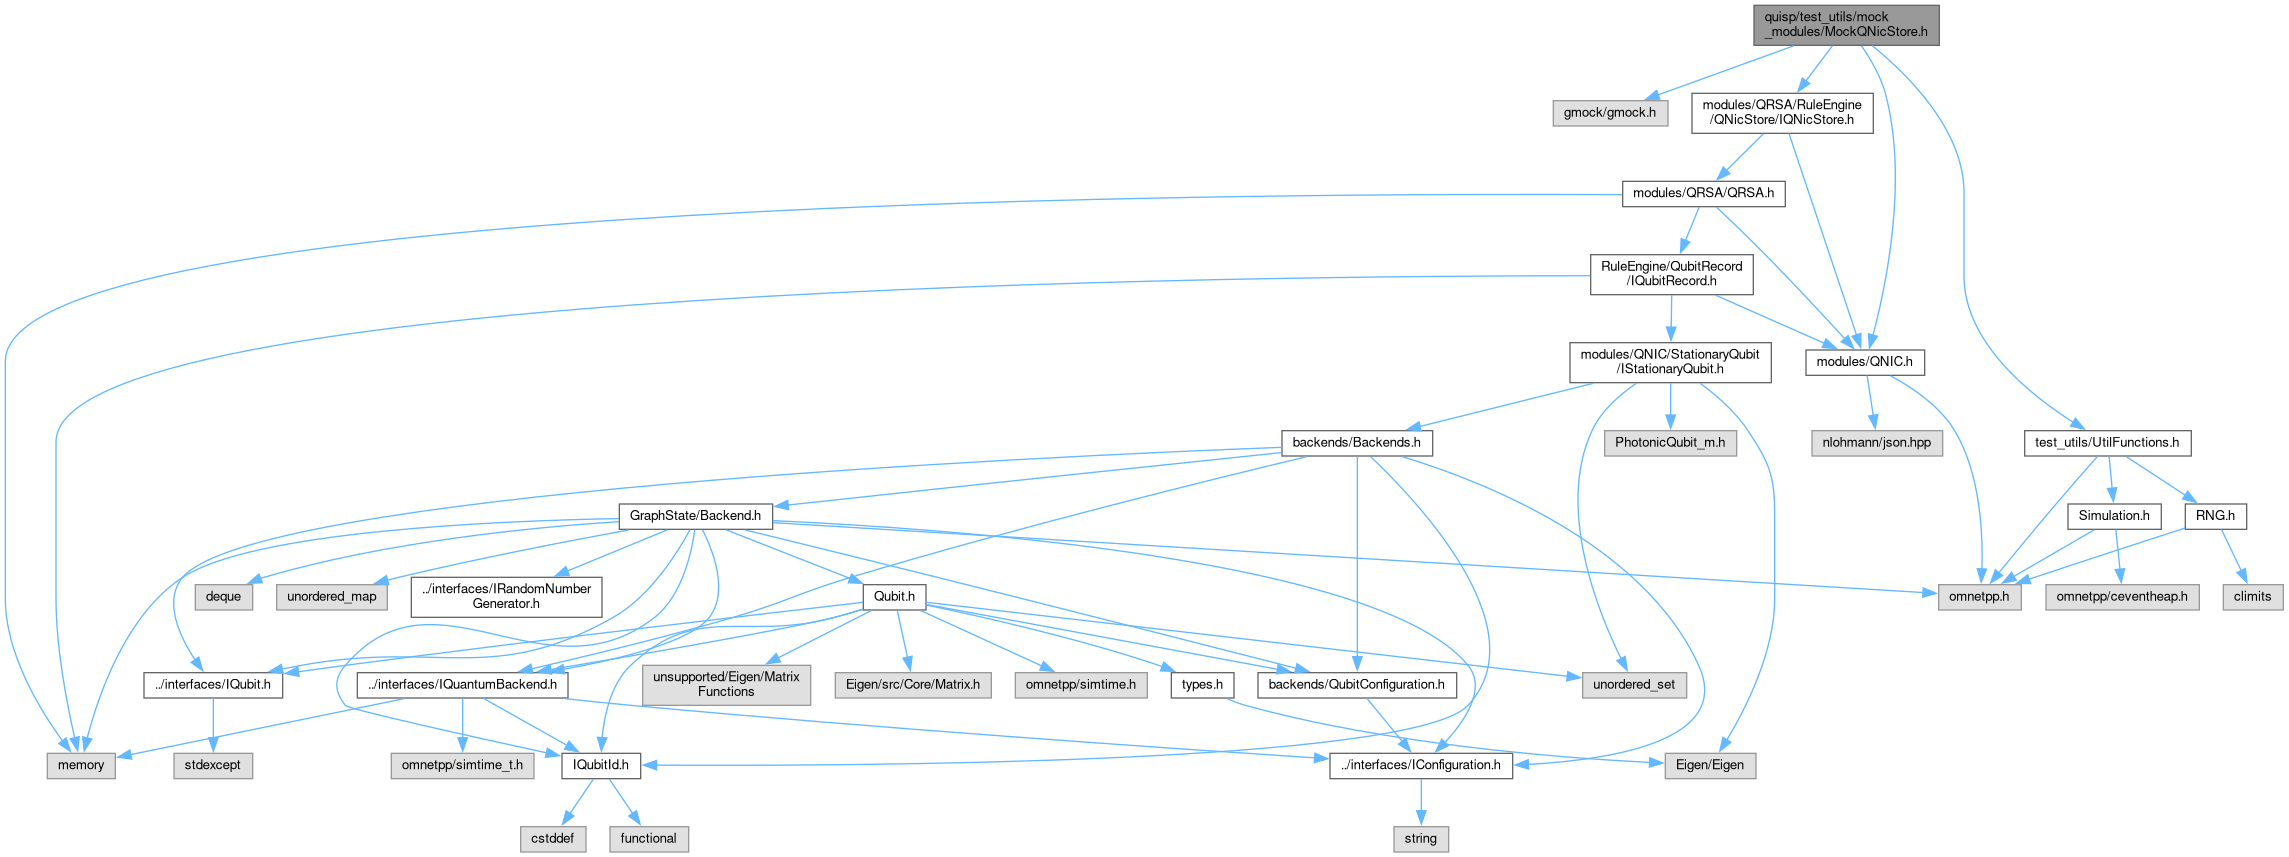 quisp/test_utils/mock
_modules/MockQNicStore.h
gmock/gmock.h
modules/QRSA/RuleEngine
/QNicStore/IQNicStore.h
modules/QRSA/QRSA.h
RuleEngine/QubitRecord
/IQubitRecord.h
modules/QNIC/StationaryQubit
/IStationaryQubit.h
modules/QNIC.h
backends/Backends.h
PhotonicQubit_m.h
nlohmann/json.hpp
test_utils/UtilFunctions.h
GraphState/Backend.h
Simulation.h
RNG.h
deque
unordered_map
../interfaces/IRandomNumber
Generator.h
Qubit.h
omnetpp.h
omnetpp/ceventheap.h
climits
../interfaces/IQubit.h
../interfaces/IQuantumBackend.h
unsupported/Eigen/Matrix
Functions
Eigen/src/Core/Matrix.h
omnetpp/simtime.h
types.h
backends/QubitConfiguration.h
unordered_set
memory
stdexcept
omnetpp/simtime_t.h
IQubitId.h
../interfaces/IConfiguration.h
Eigen/Eigen
cstddef
functional
string